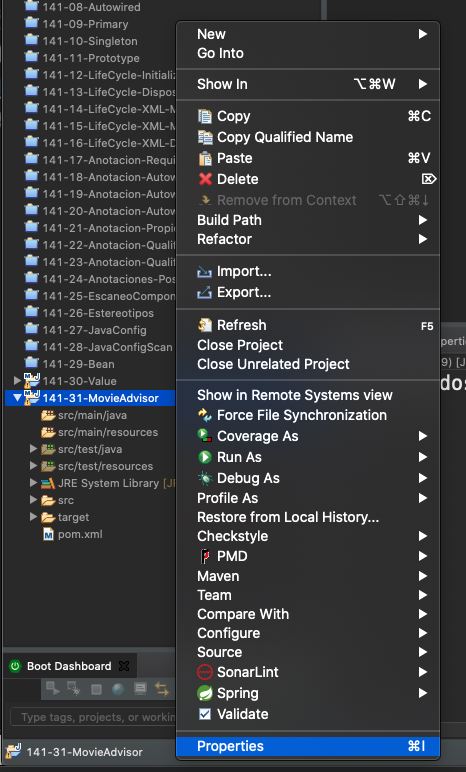 141-08-Autowired
141-09-Primary
141-10-Singleton
141-11-Prototype
141-12-LifeCycle-Initializ
141-13-LifeCycle-Dispos
141-14-LifeCycle-XML-M
141-15-LifeCycle-XML-M
141-16-LifeCycle-XML-D
141-17-Anotacion-Requi
141-18-Anotacion-Autow
141-19-Anotacion-Autow
141-20-Anotacion-Autow
141-21-Anotacion-Propie
141-22-Anotacion-Qualif
141-23-Anotacion-Qualif
141-24-Anotaciones-Pos
141-25-EscaneoCompon
141-26-Estereotipos
141-27-JavaConfig
141-28-JavaConfigScan
141-29-Bean
141-30-Value
141-31-MovieAdvisor
src/main/java
src/main/resources
src/test/java
src/test/resources
JRE System Library [J
src
target
pom.xml
Boot Dashboard
Type tags, projects, or workin
141-31-MovieAdvisor
New
Go Into
Show In ⌥⌘W
Copy ⌘C
Copy Qualified Name
Paste ⌘V
Delete ⌦
Remove from Context ⌥⇧⌘↓
Build Path
Refactor
Import...
Export...
Refresh F5
Close Project
Close Unrelated Project
Show in Remote Systems view
Force File Synchronization
Coverage As
Run As
Debug As
Profile As
Restore from Local History...
Checkstyle
PMD
Maven
Team
Compare With
Configure
Source
SonarLint
Spring
Validate
Properties ⌘I
pertie
9) [J
dos